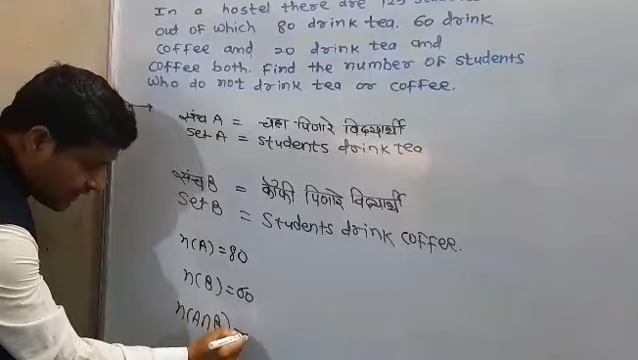 In a hostel there are 125 students
out of which 80 drink tea. 60 drink
coffee and 20 drink tea and
coffee both. Find the number of students
who do not drink tea or coffee.
संच A = चहा पिणारे विद्यार्थी
Set A = students drink tea
संच B = कॉफी पिणारे विद्यार्थी
Set B = Students drink coffee.
n(A) = 80
n(B) = 60
n(A∩B)